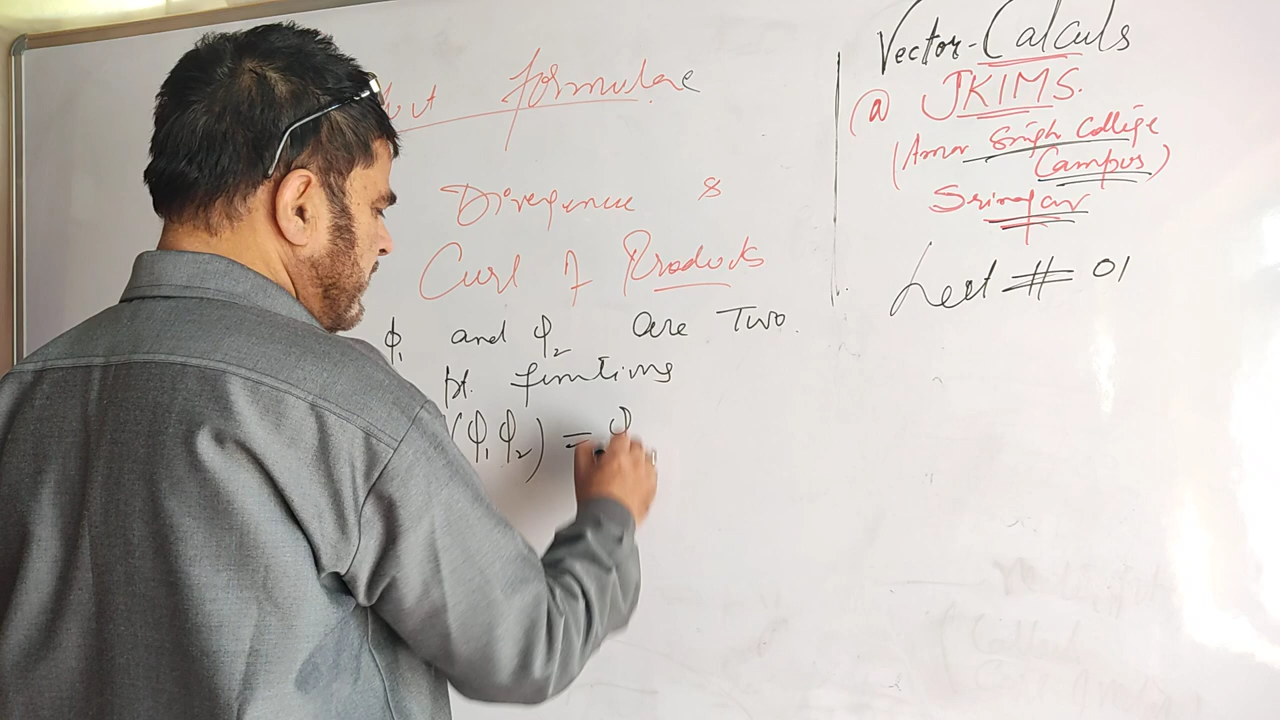 Formulae
Divergence &
Curl of Products
ϕ₁ and ϕ₂ are Two
pt. functions
(ϕ₁ϕ₂) = ϕ
Vector-Calculs
@ JKIMS.
(Amar Singh College
Campus)
Srinagar
Lect # 01